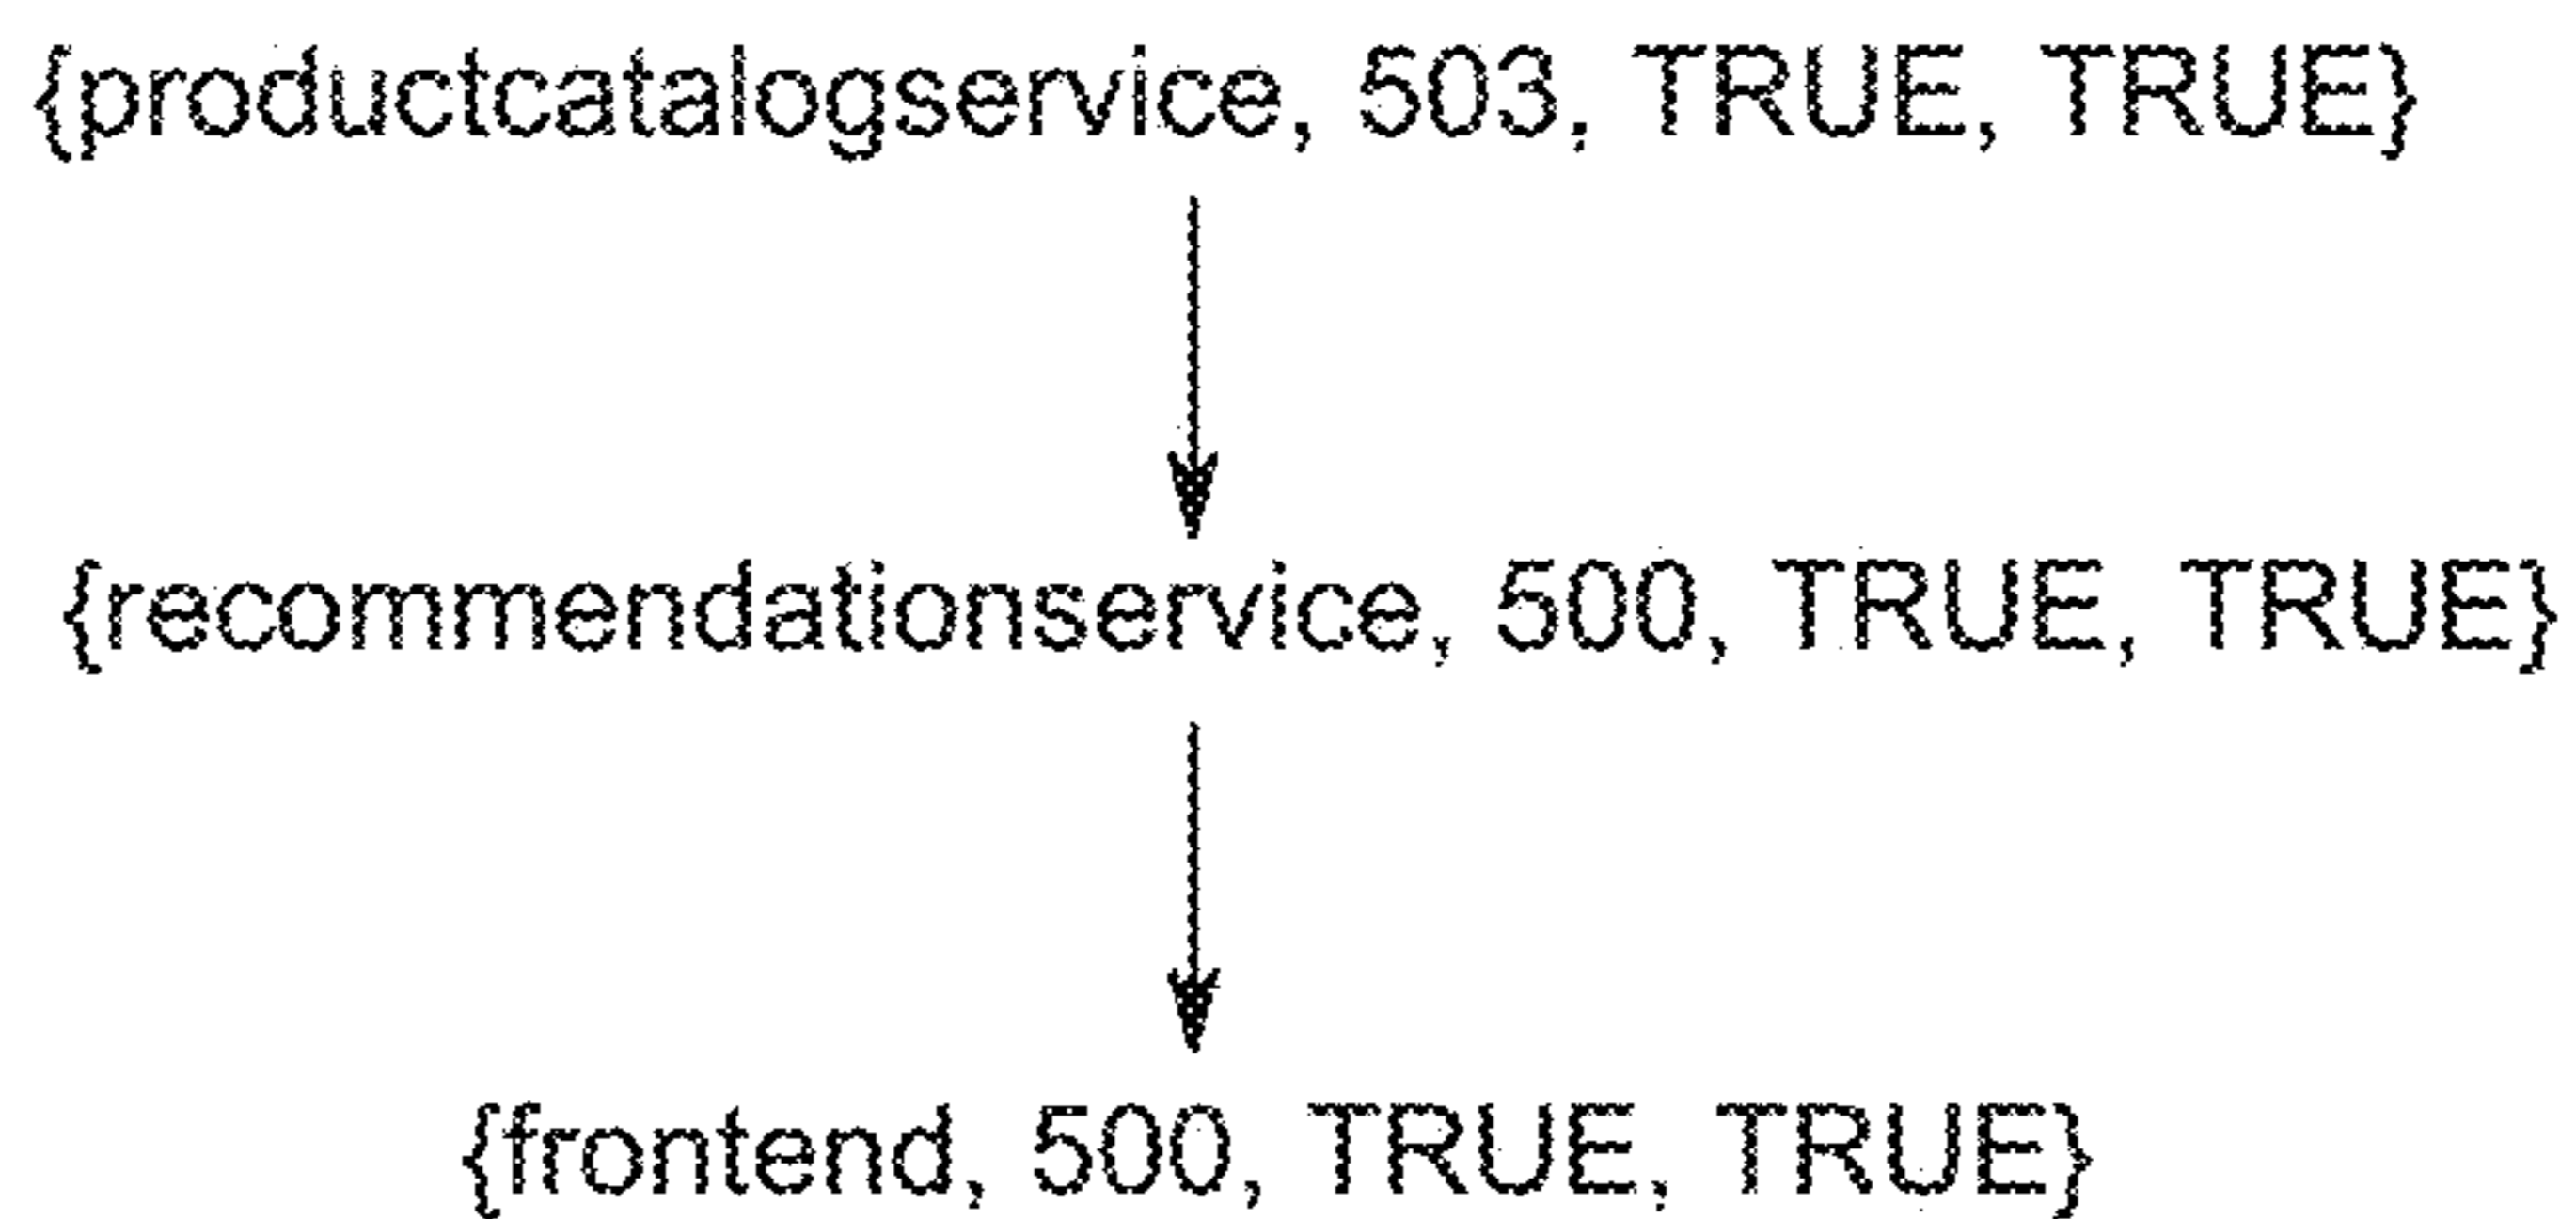 {productcatalogservice, 503, TRUE, TRUE}
{recommendationservice, 500, TRUE, TRUE}
{frontend, 500, TRUE, TRUE}